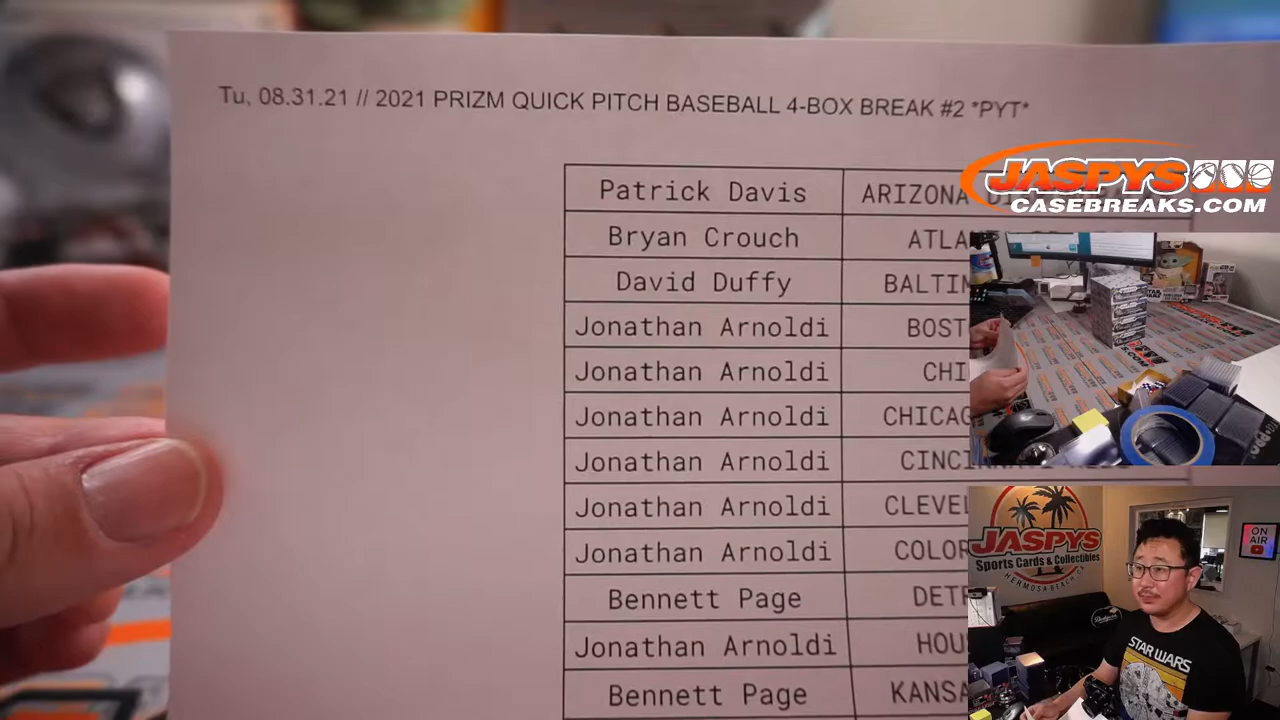 Tu, 08.31.21 // 2021 PRIZM QUICK PITCH BASEBALL 4-BOX BREAK #2 *PYT*
JASPYS
CASEBREAKS.COM
Patrick Davis ARIZONA
Bryan Crouch ATLA
David Duffy BALTIM
Jonathan Arnoldi BOST
Jonathan Arnoldi CHI
Jonathan Arnoldi CHICAG
Jonathan Arnoldi CINCI
Jonathan Arnoldi CLEVEL
Jonathan Arnoldi COLOR
Bennett Page DETR
Jonathan Arnoldi HOU
Bennett Page KANSA
JASPYS
Sports Cards & Collectibles
HERMOSA BEACH, CA
ON
AIR
STAR WARS